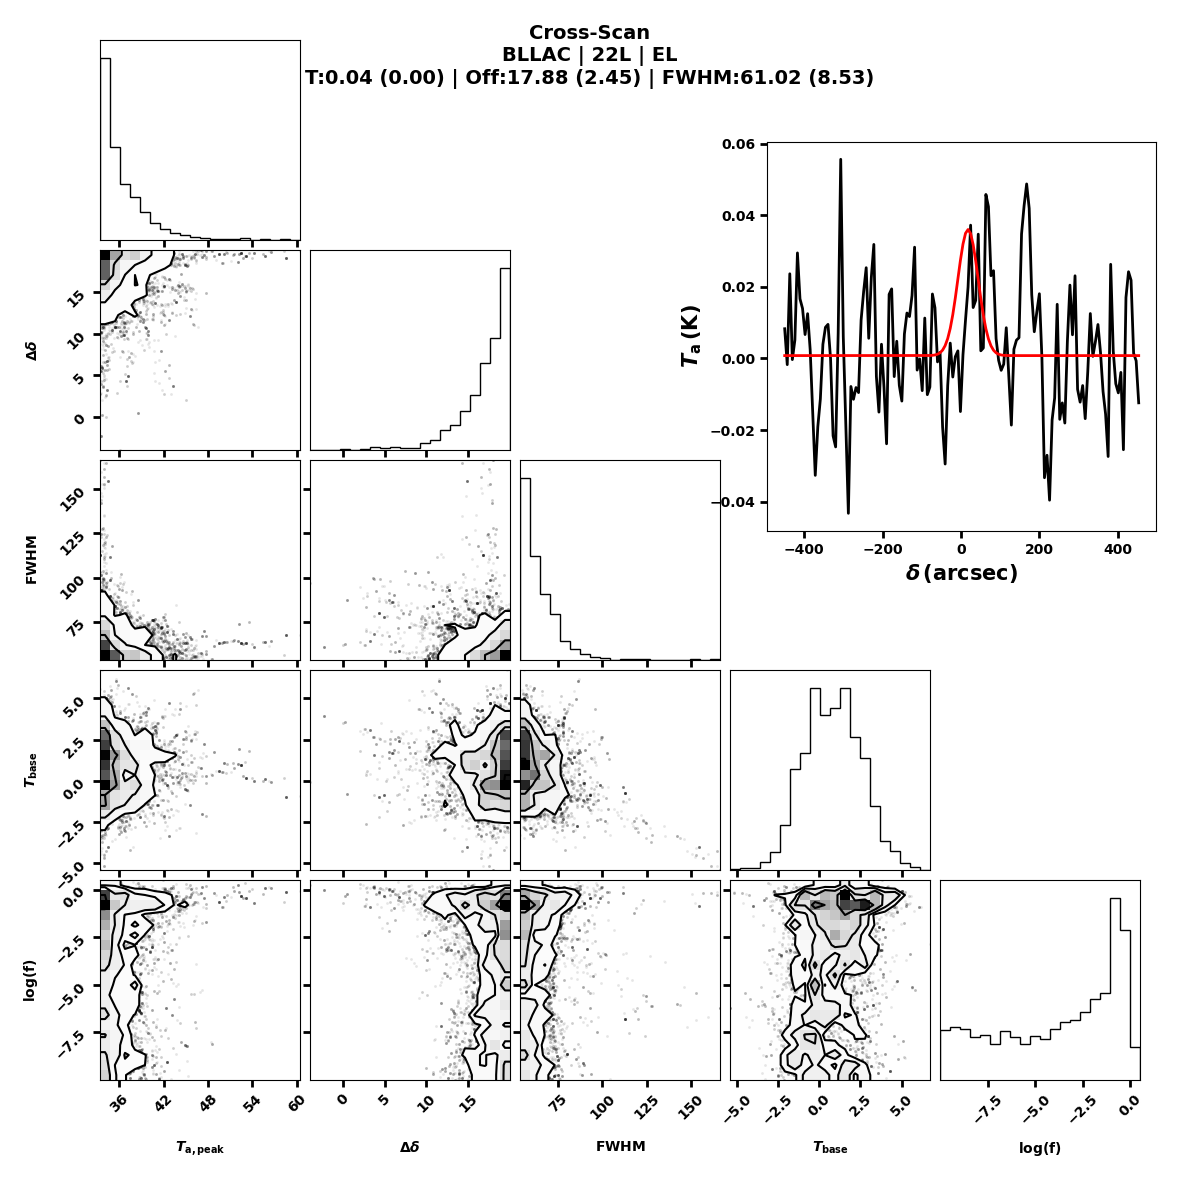 Cross-Scan
BLLAC | 22L | EL
T:0.04 (0.00) | Off:17.88 (2.45) | FWHM:61.02 (8.53)
0.06
0.04
0.02
0.00
−0.02
−0.04
Ta (K)
−400 −200 0 200 400
δ (arcsec)
15
10
5
0
Δδ
150
125
100
75
FWHM
5.0
2.5
0.0
−2.5
−5.0
Tbase
0.0
−2.5
−5.0
−7.5
log(f)
36 42 48 54 60
0 5 10 15
75 100 125 150
−5.0 −2.5 0.0 2.5 5.0
−7.5 −5.0 −2.5 0.0
Ta,peak
Δδ
FWHM
Tbase
log(f)